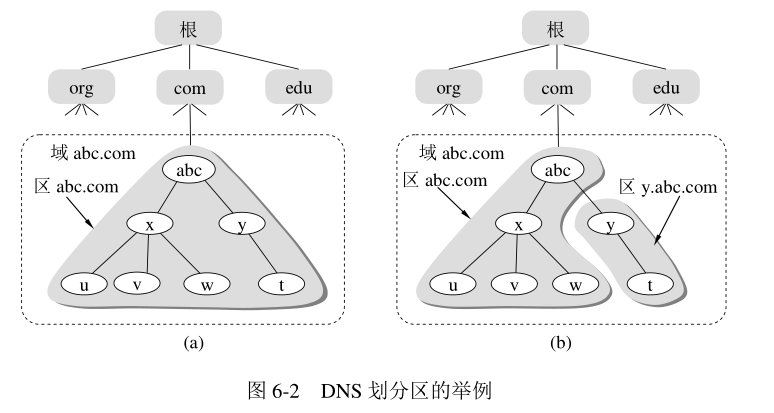 根
org com edu
域 abc.com
区 abc.com
abc
x y
u v w t
(a)
根
org com edu
域 abc.com
区 abc.com
区 y.abc.com
abc
x y
u v w t
(b)
图 6-2 DNS 划分区的举例